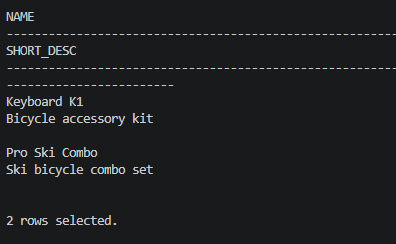 NAME
--------------------------------------------------------
SHORT_DESC
--------------------------------------------------------
------------------------
Keyboard K1
Bicycle accessory kit

Pro Ski Combo
Ski bicycle combo set

2 rows selected.